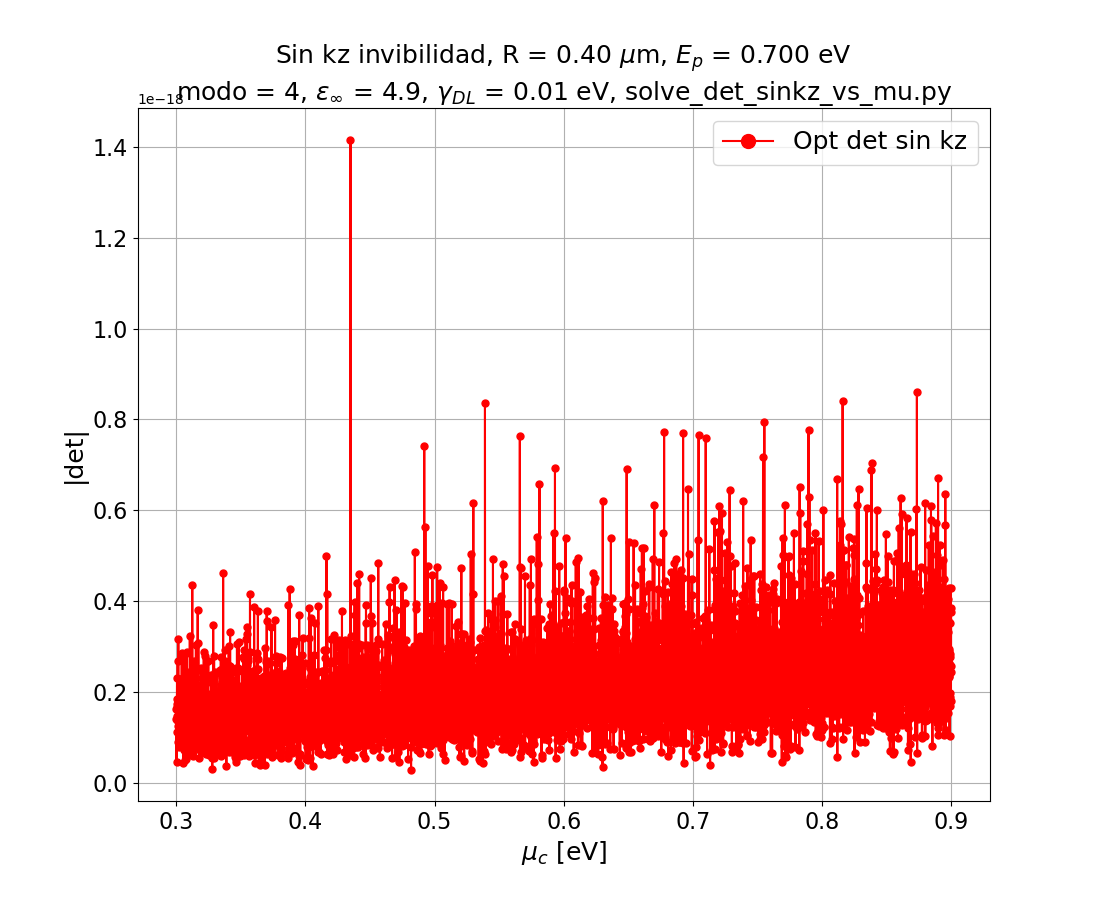 Sin kz invibilidad, R = 0.40 μm, E_p = 0.700 eV
modo = 4, ε_∞ = 4.9, γ_DL = 0.01 eV, solve_det_sinkz_vs_mu.py
1e−18
Opt det sin kz
1.4
1.2
1.0
0.8
0.6
0.4
0.2
0.0
|det|
0.3 0.4 0.5 0.6 0.7 0.8 0.9
μ_c [eV]